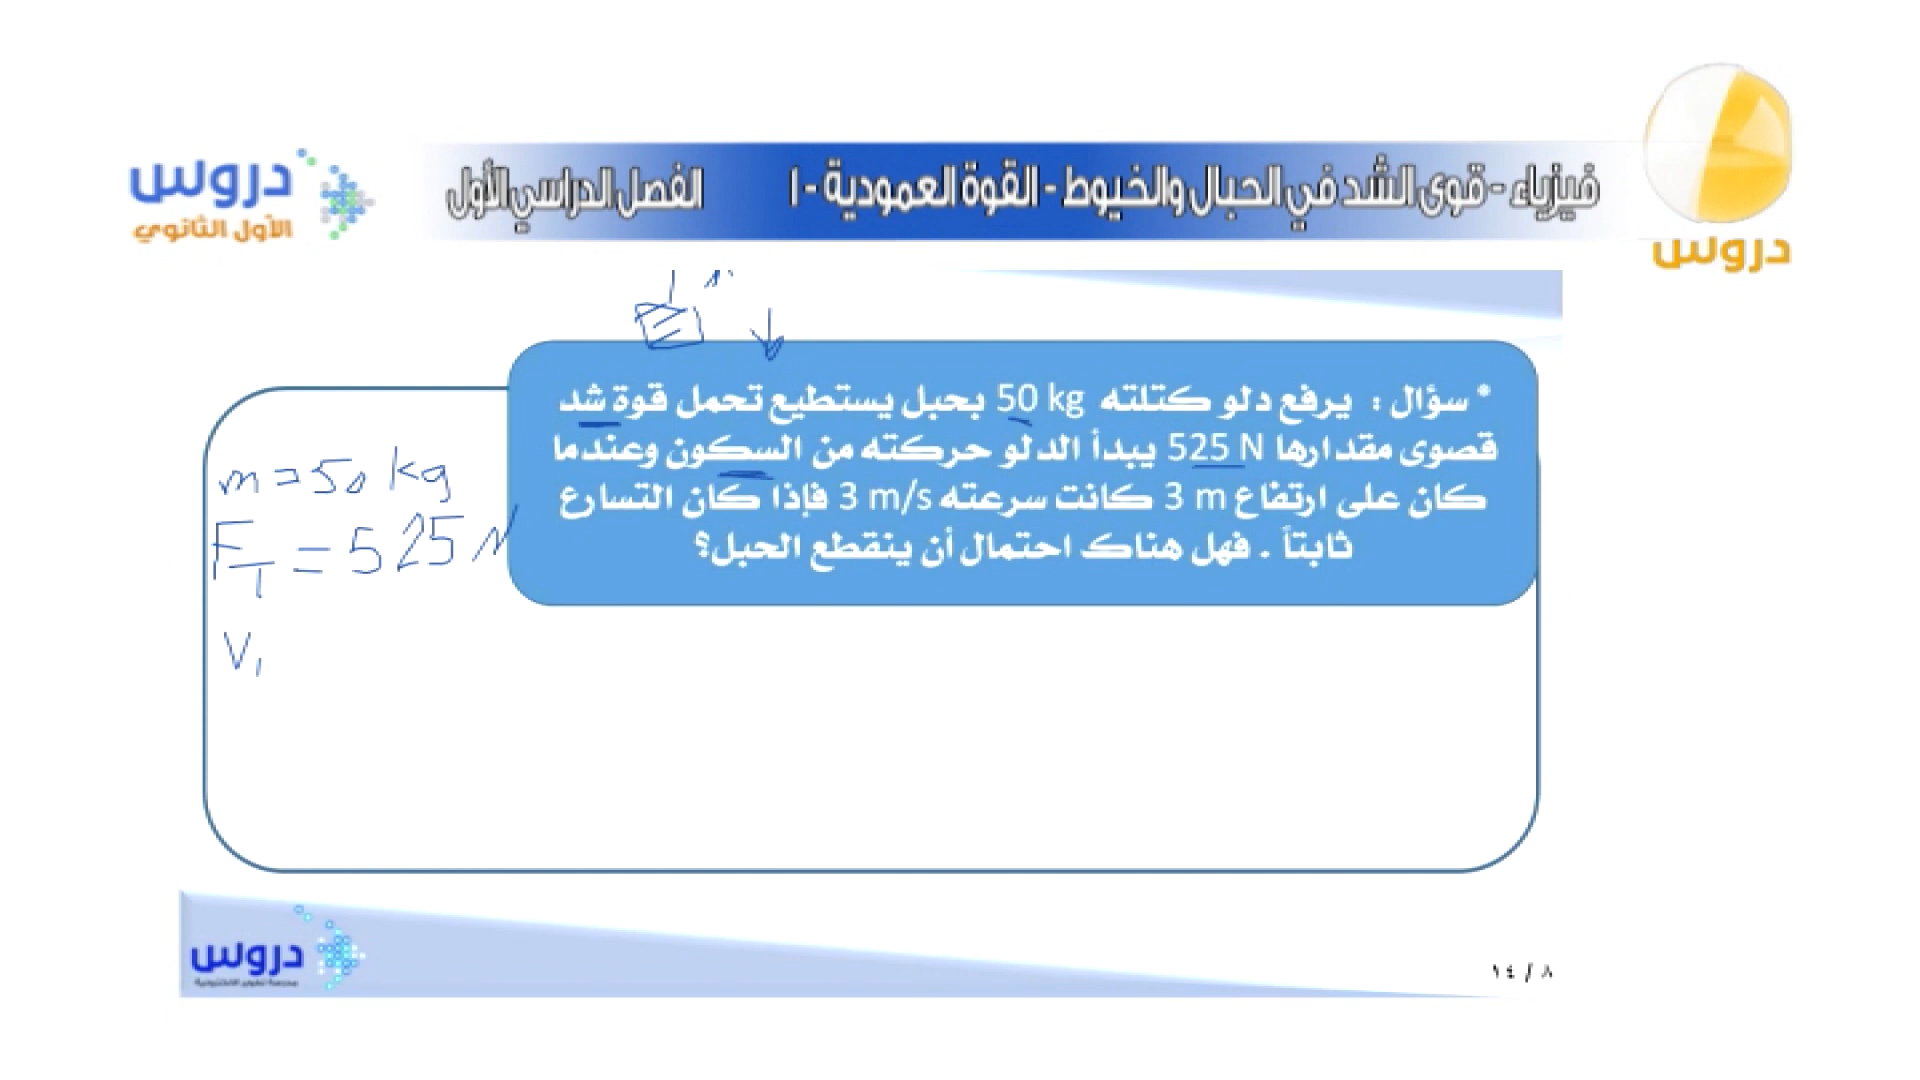 دروس
الأول الثانوي
فيزياء - قوى الشد في الحبال والخيوط - القوة العمودية - ١ الفصل الدراسي الأول
دروس
* سؤال : يرفع دلو كتلته 50 kg بحبل يستطيع تحمل قوة شد
قصوى مقدارها 525 N يبدأ الدلو حركته من السكون وعندما
كان على ارتفاع 3 m كانت سرعته 3 m/s فإذا كان التسارع
ثابتاً . فهل هناك احتمال أن ينقطع الحبل؟
m = 50 kg
F_T = 525 N
V₁
دروس
٨ / ١٤